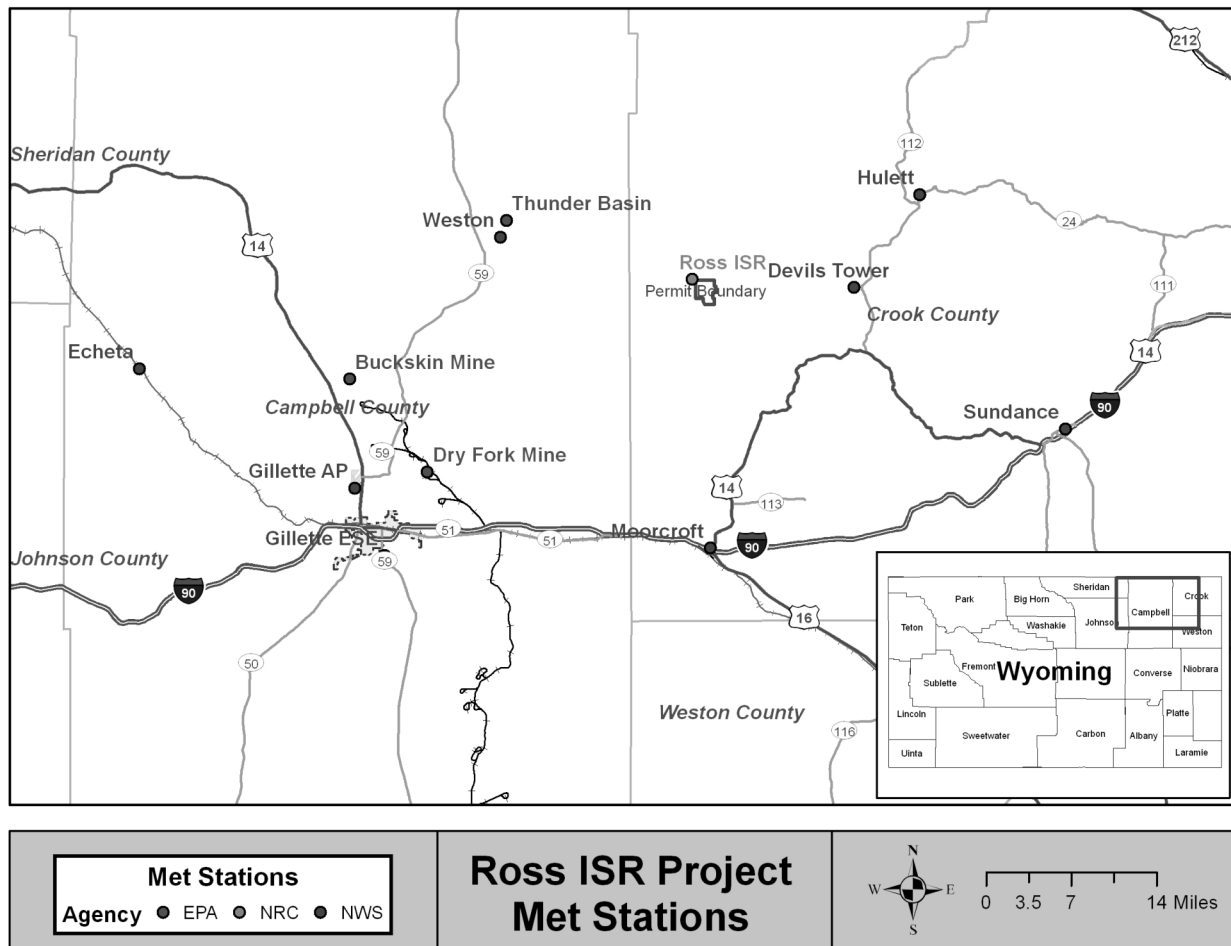 212
112
Sheridan County
Hulett
Thunder Basin
Weston
24
14
59
Ross ISR
Devils Tower
Permit Boundary
111
Crook County
14
Echeta
Buckskin Mine
Campbell County
90
Sundance
59
Dry Fork Mine
Gillette AP
14
113
51
Gillette ESE
51
Moorcroft
90
Johnson County
59
90
16
50
Weston County
116
Sheridan
Park
Big Horn
Crook
Campbell
Teton
Washakie
Johnson
Weston
Fremont
Wyoming
Converse
Niobrara
Sublette
Lincoln
Platte
Sweetwater
Carbon
Albany
Uinta
Laramie
Met Stations
Agency EPA NRC NWS
Ross ISR Project
Met Stations
N
W E
S
0 3.5 7 14 Miles